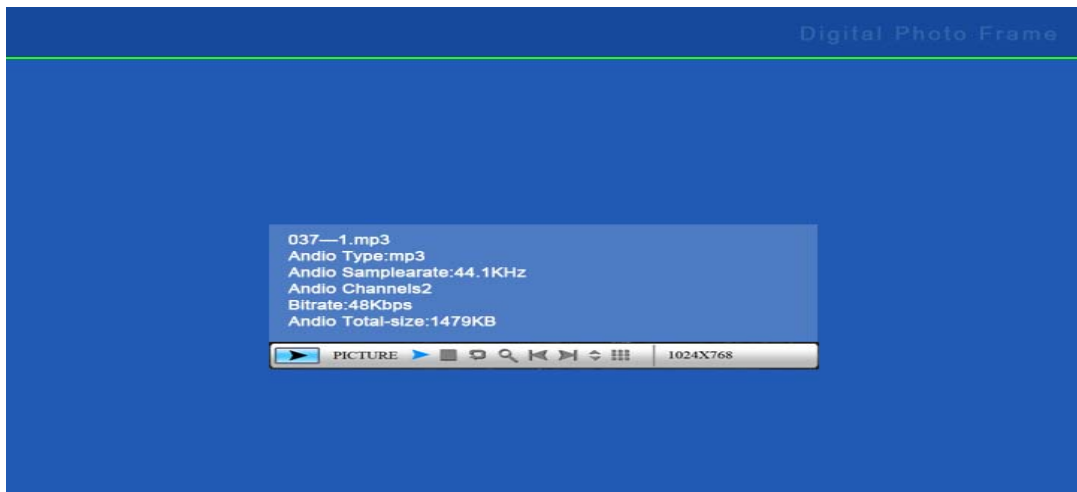 Digital Photo Frame
037—1.mp3
Andio Type:mp3
Andio Samplearate:44.1KHz
Andio Channels2
Bitrate:48Kbps
Andio Total-size:1479KB
PICTURE 1024X768